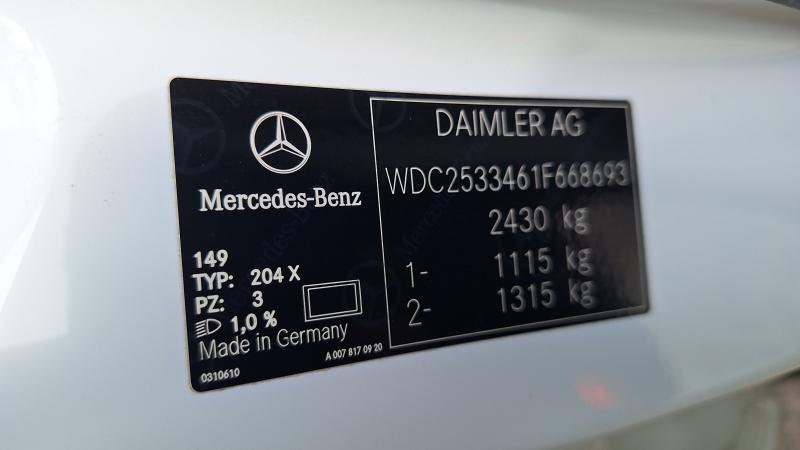 Mercedes-Benz
149
TYP: 204 X
PZ: 3
1,0 %
Made in Germany
A 007 817 09 20
0310610
DAIMLER AG
WDC2533461F668693
2430 kg
1- 1115 kg
2- 1315 kg